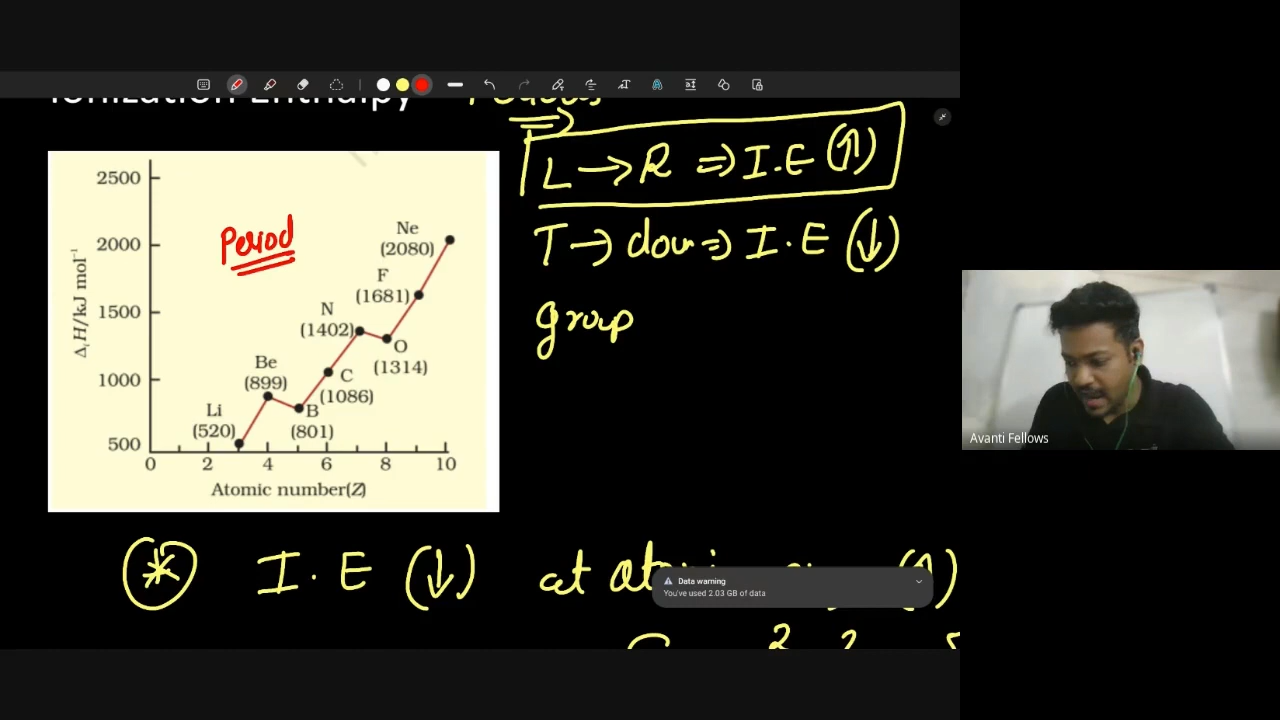 Ionization Enthalpy
L → R ⇒ I.E (↑)
T → dow ⇒ I.E (↓)
group
2500
2000
1500
1000
500
ΔᵢH/kJ mol⁻¹
Period
Ne
(2080)
F
(1681)
N
(1402)
O
(1314)
Be
(899)
C
(1086)
Li
(520)
B
(801)
0 2 4 6 8 10
Atomic number(Z)
* I.E (↓) at (↑)
Data warning
You've used 2.03 GB of data
Avanti Fellows